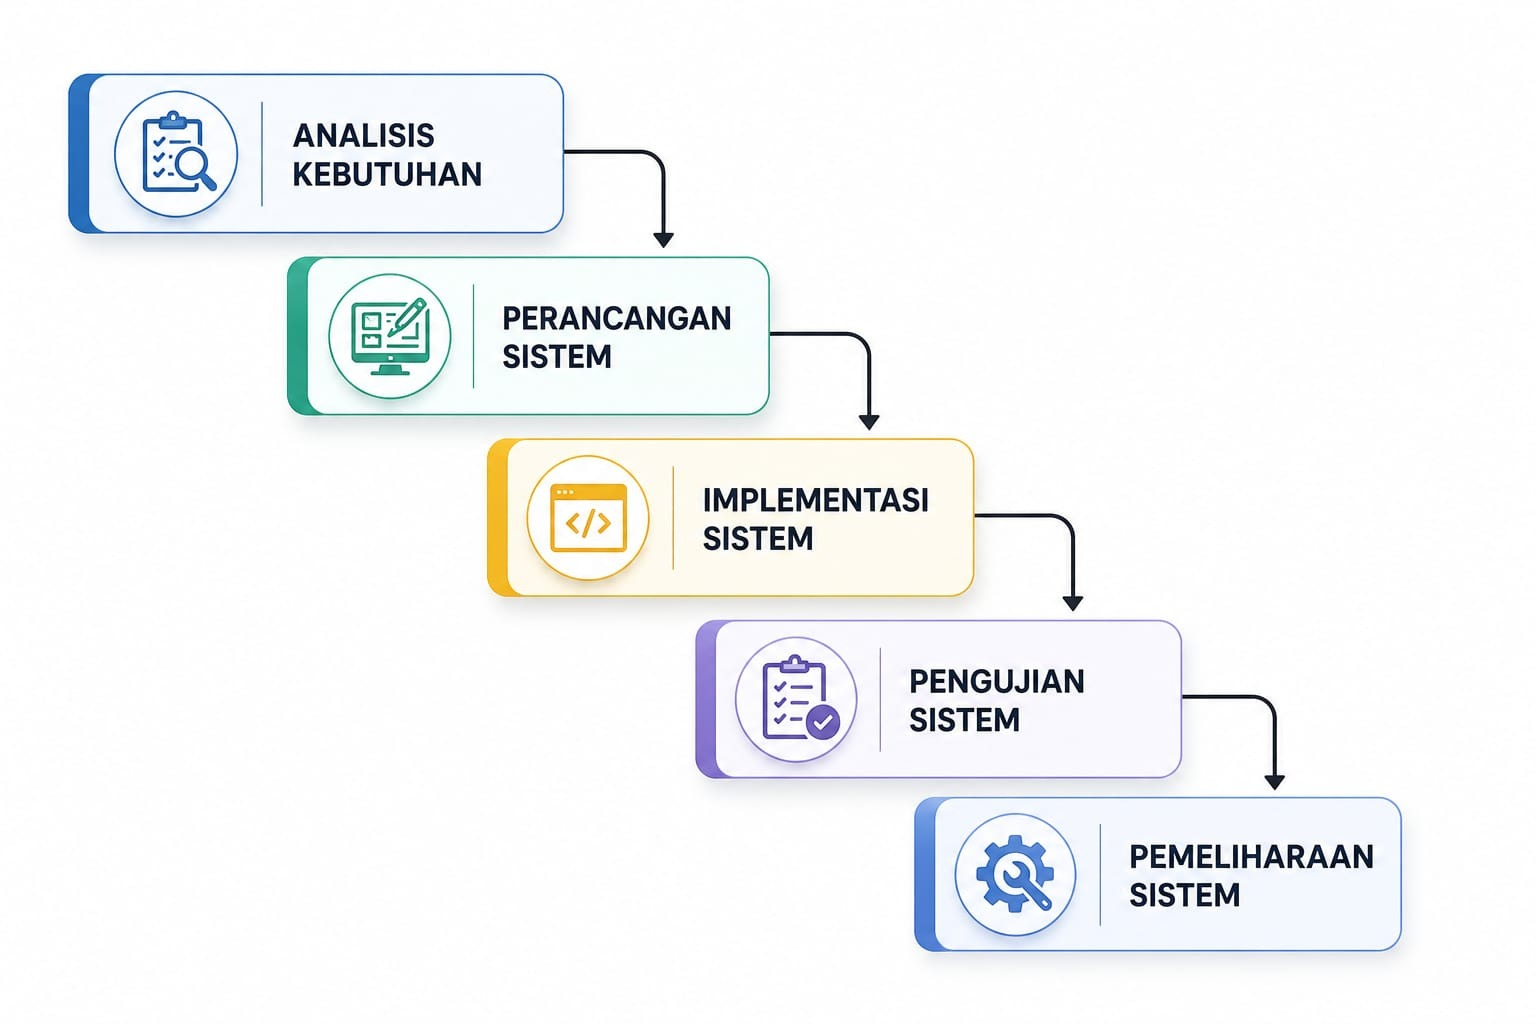 ANALISIS
KEBUTUHAN
PERANCANGAN
SISTEM
IMPLEMENTASI
SISTEM
PENGUJIAN
SISTEM
PEMELIHARAAN
SISTEM